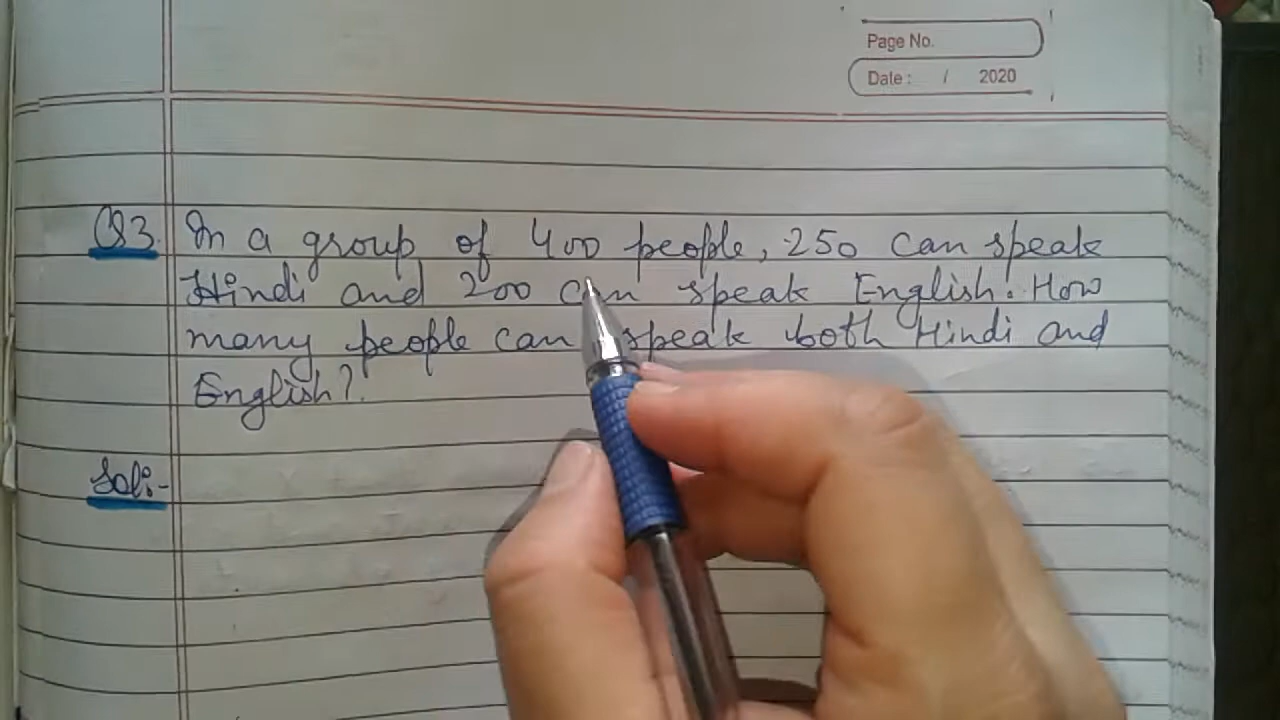 Page No.
Date : / 2020
Q3. In a group of 400 people, 250 can speak
Hindi and 200 can speak English. How
many people can speak both Hindi and
English?
Sol:-